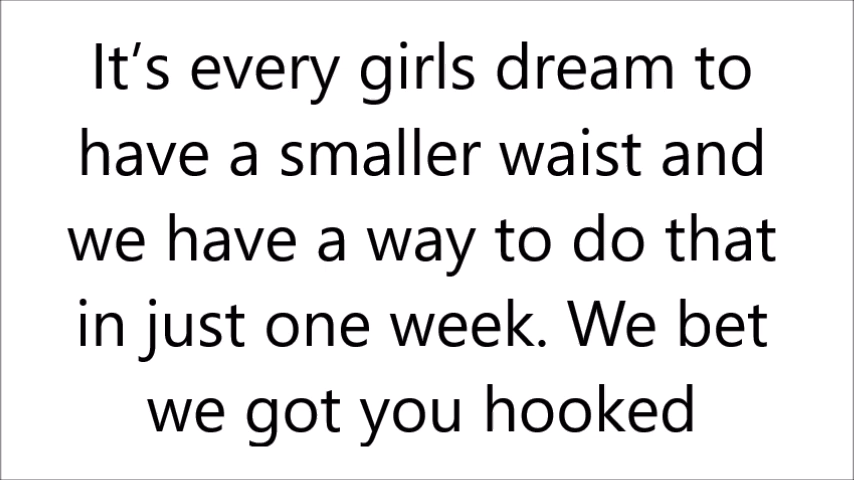 It’s every girls dream to
have a smaller waist and
we have a way to do that
in just one week. We bet
we got you hooked